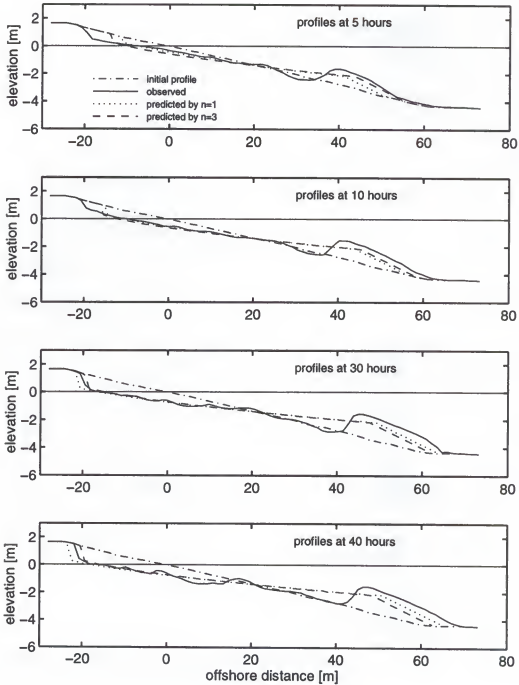 profiles at 5 hours
elevation [m]
2
0
−2
−4
−6
initial profile
observed
predicted by n=1
predicted by n=3
−20 0 20 40 60 80
profiles at 10 hours
elevation [m]
2
0
−2
−4
−6
−20 0 20 40 60 80
profiles at 30 hours
elevation [m]
2
0
−2
−4
−6
−20 0 20 40 60 80
profiles at 40 hours
elevation [m]
2
0
−2
−4
−6
−20 0 20 40 60 80
offshore distance [m]